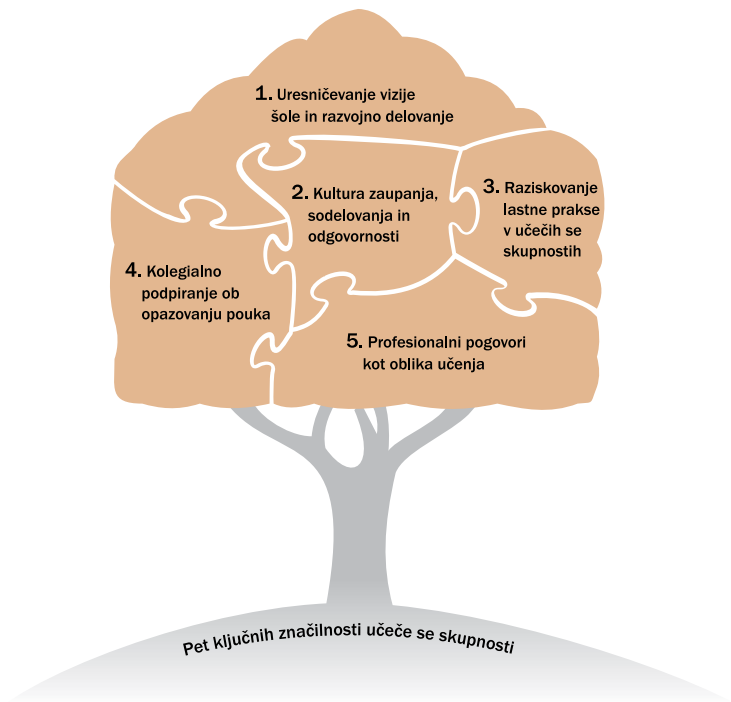 1. Uresničevanje vizije
šole in razvojno delovanje
2. Kultura zaupanja,
sodelovanja in
odgovornosti
3. Raziskovanje
lastne prakse
v učečih se
skupnostih
4. Kolegialno
podpiranje ob
opazovanju pouka
5. Profesionalni pogovori
kot oblika učenja
Pet ključnih značilnosti učeče se skupnosti